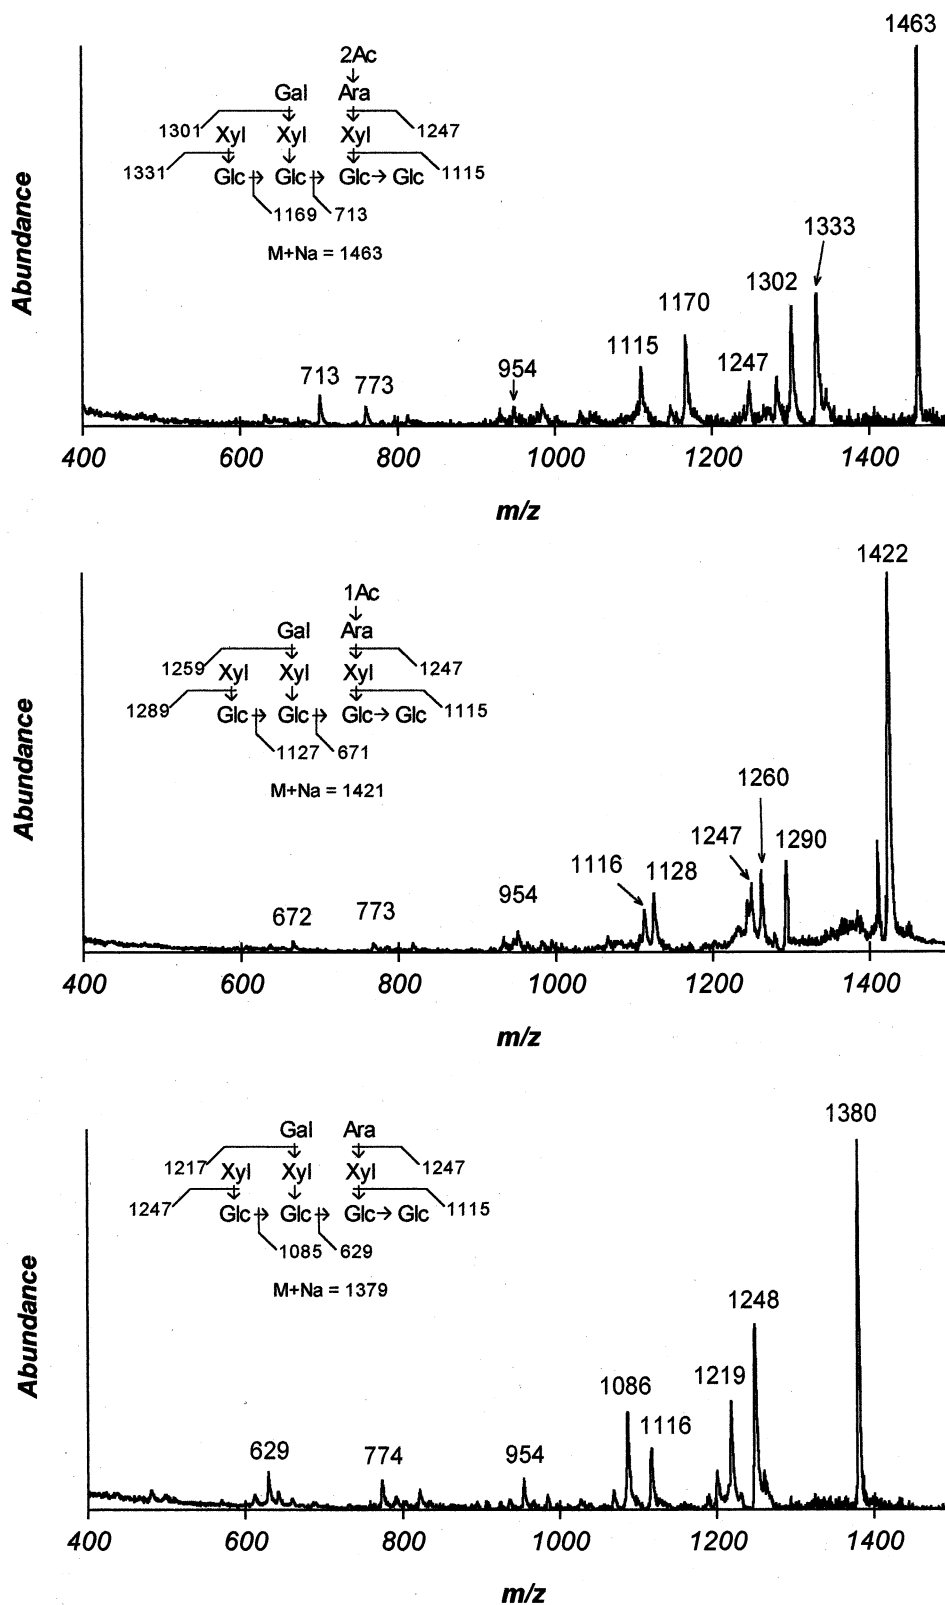 1463
2Ac
Gal Ara
1301 Xyl Xyl Xyl 1247
1331 Glc Glc Glc → Glc 1115
1169 713
M+Na = 1463
Abundance
1333
1302
1170
1115
1247
713 773 954
400 600 800 1000 1200 1400
m/z
1422
1Ac
Gal Ara
1259 Xyl Xyl Xyl 1247
1289 Glc Glc Glc → Glc 1115
1127 671
M+Na = 1421
Abundance
1260
1247 1290
1116 1128
672 773 954
400 600 800 1000 1200 1400
m/z
1380
Gal Ara
1217 Xyl Xyl Xyl 1247
1247 Glc Glc Glc → Glc 1115
1085 629
M+Na = 1379
Abundance
1248
1086 1219
1116
629 774 954
400 600 800 1000 1200 1400
m/z